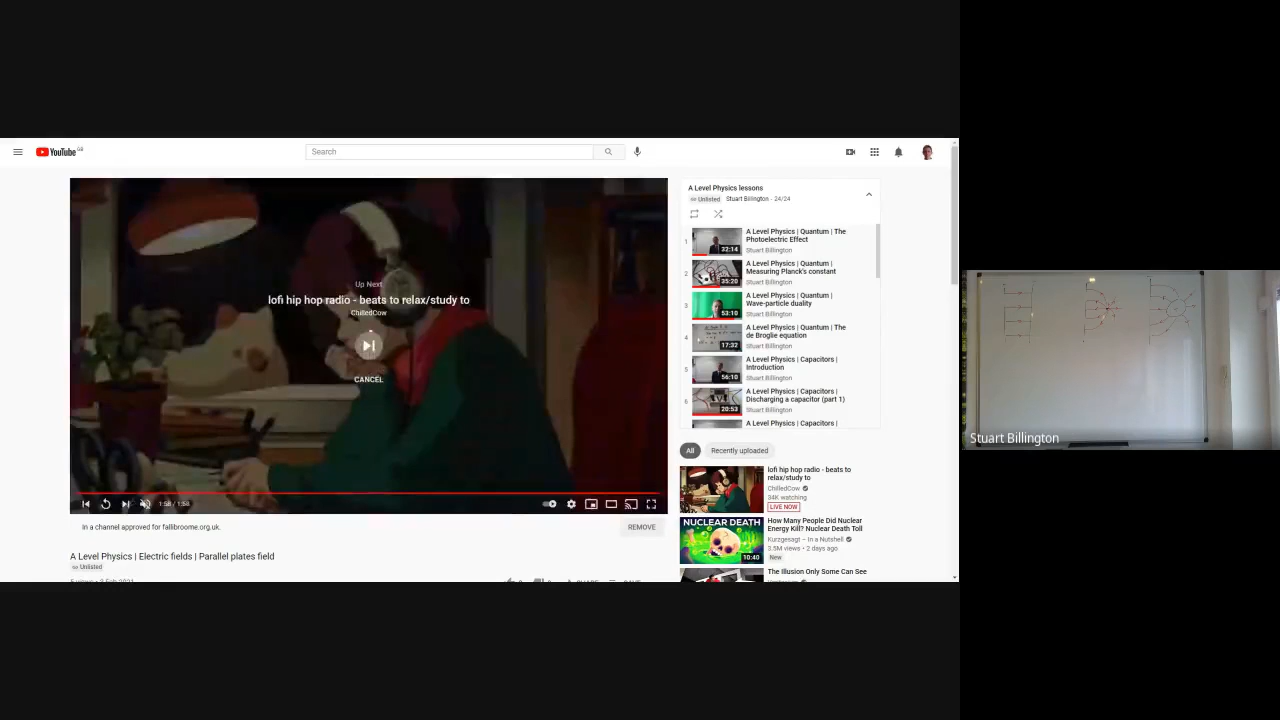 YouTube GB
Search
Up Next
lofi hip hop radio - beats to relax/study to
ChilledCow
CANCEL
1:58 / 1:58
In a channel approved for fallibroome.org.uk.
REMOVE
A Level Physics | Electric fields | Parallel plates field
Unlisted
A Level Physics lessons
Unlisted Stuart Billington - 24/24
1
A Level Physics | Quantum | The
Photoelectric Effect
Stuart Billington
32:14
2
A Level Physics | Quantum |
Measuring Planck's constant
Stuart Billington
35:20
3
A Level Physics | Quantum |
Wave-particle duality
Stuart Billington
53:10
4
A Level Physics | Quantum | The
de Broglie equation
Stuart Billington
17:32
5
A Level Physics | Capacitors |
Introduction
Stuart Billington
56:10
6
A Level Physics | Capacitors |
Discharging a capacitor (part 1)
Stuart Billington
20:53
A Level Physics | Capacitors |
All
Recently uploaded
lofi hip hop radio - beats to
relax/study to
ChilledCow
34K watching
LIVE NOW
NUCLEAR DEATH
10:40
How Many People Did Nuclear
Energy Kill? Nuclear Death Toll
Kurzgesagt – In a Nutshell
3.5M views • 2 days ago
New
The Illusion Only Some Can See
Stuart Billington